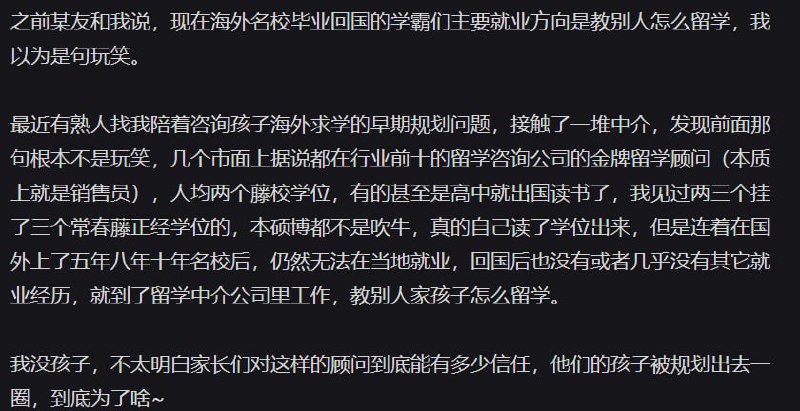 之前某友和我说，现在海外名校毕业回国的学霸们主要就业方向是教别人怎么留学，我
以为是句玩笑。
最近有熟人找我陪着咨询孩子海外求学的早期规划问题，接触了一堆中介，发现前面那
句根本不是玩笑，几个市面上据说都在行业前十的留学咨询公司的金牌留学顾问（本质
上就是销售员），人均两个藤校学位，有的甚至是高中就出国读书了，我见过两三个挂
了三个常春藤正经学位的，本硕博都不是吹牛，真的自己读了学位出来，但是连着在国
外上了五年八年十年名校后，仍然无法在当地就业，回国后也没有或者几乎没有其它就
业经历，就到了留学中介公司里工作，教别人家孩子怎么留学。
我没孩子，不太明白家长们对这样的顾问到底能有多少信任，他们的孩子被规划出去一
圈，到底为了啥~